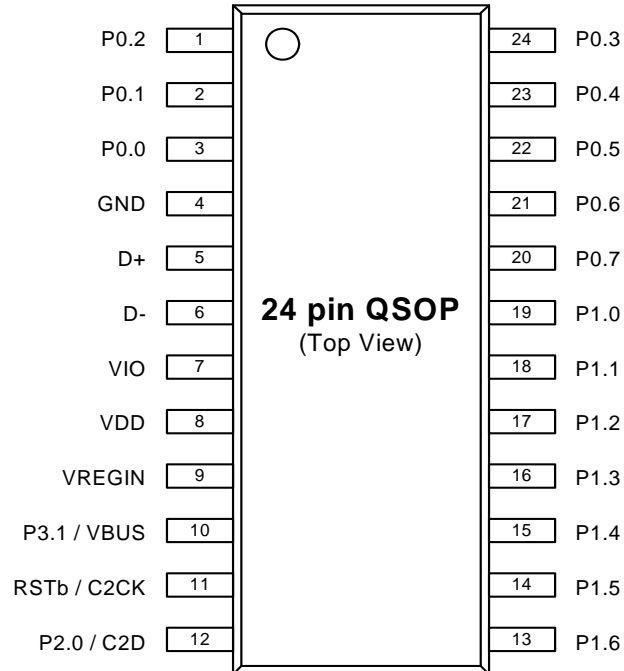 P0.2 1 24 P0.3
P0.1 2 23 P0.4
P0.0 3 22 P0.5
GND 4 21 P0.6
D+ 5 20 P0.7
D- 6 19 P1.0
24 pin QSOP
(Top View)
VIO 7 18 P1.1
VDD 8 17 P1.2
VREGIN 9 16 P1.3
P3.1 / VBUS 10 15 P1.4
RSTb / C2CK 11 14 P1.5
P2.0 / C2D 12 13 P1.6